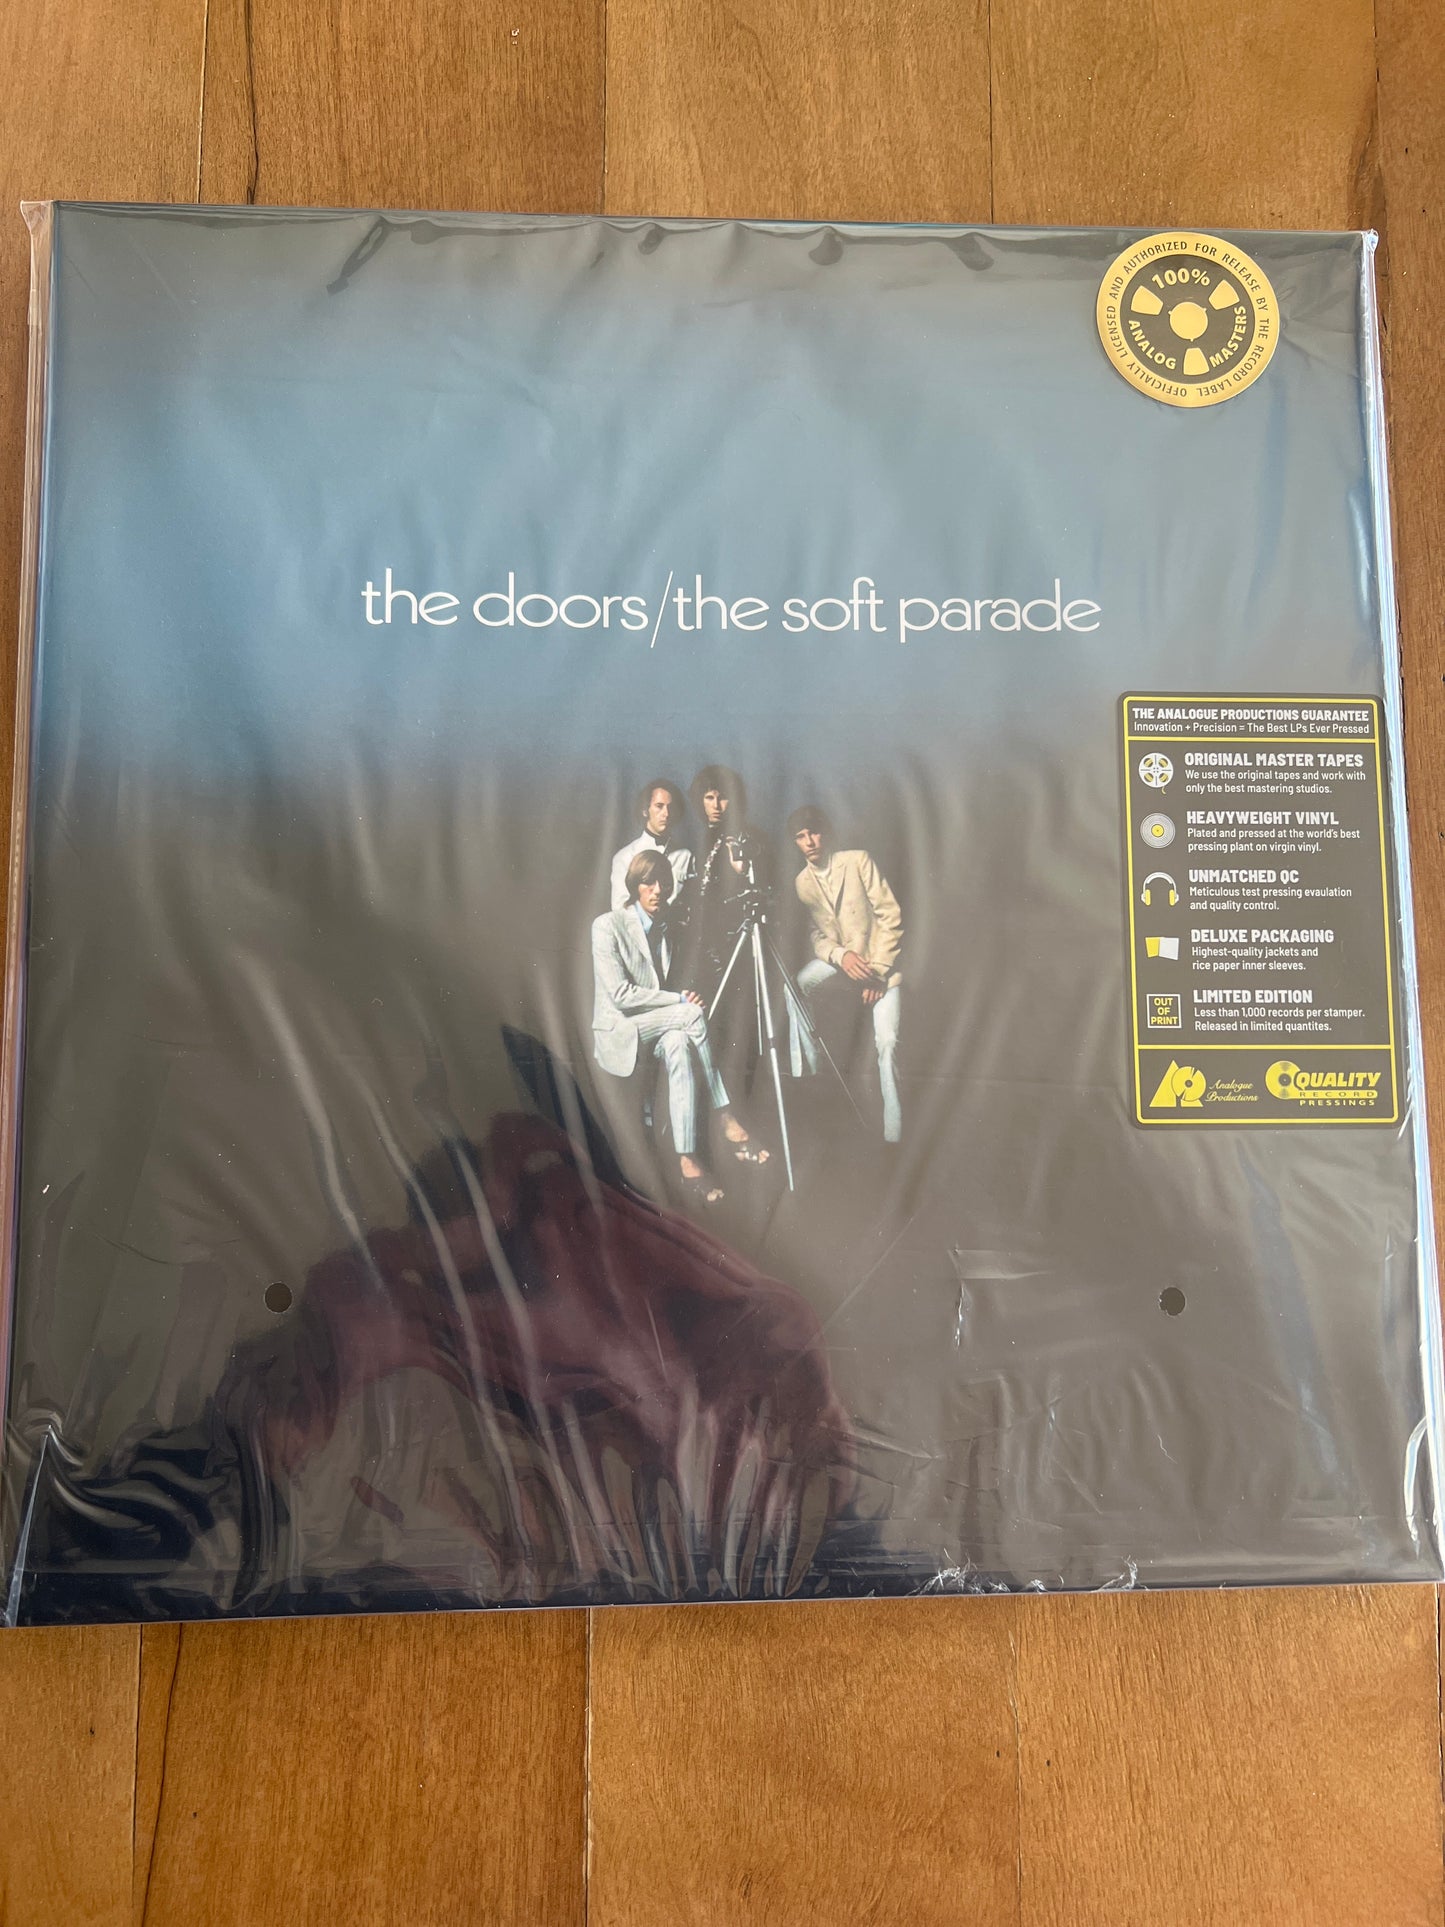 OFFICIALLY LICENSED AND AUTHORIZED FOR RELEASE BY THE RECORD LABEL
100%
ANALOG MASTERS
the doors/the soft parade
THE ANALOGUE PRODUCTIONS GUARANTEE
Innovation + Precision = The Best LPs Ever Pressed
ORIGINAL MASTER TAPES
We use the original tapes and work with
only the best mastering studios.
HEAVYWEIGHT VINYL
Plated and pressed at the world's best
pressing plant on virgin vinyl.
UNMATCHED QC
Meticulous test pressing evaulation
and quality control.
DELUXE PACKAGING
Highest-quality jackets and
rice paper inner sleeves.
OUT
OF
PRINT
LIMITED EDITION
Less than 1,000 records per stamper.
Released in limited quantites.
AP
Analogue
Productions
QUALITY
RECORD
PRESSINGS